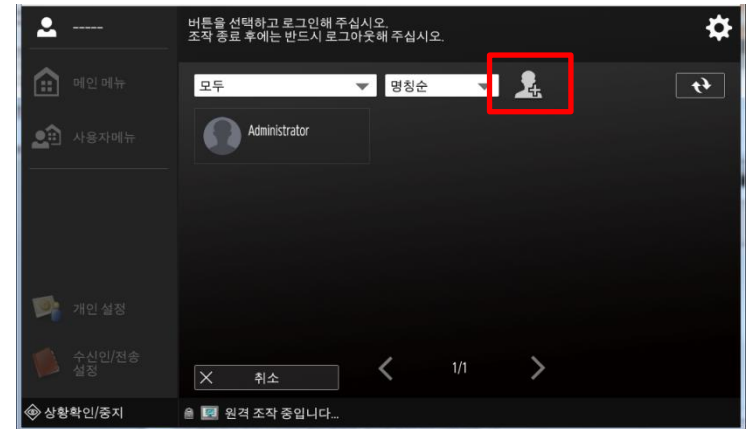 -----
버튼을 선택하고 로그인해 주십시오.
조작 종료 후에는 반드시 로그아웃해 주십시오.
메인 메뉴
사용자메뉴
모두
명칭순
Administrator
개인 설정
수신인/전송
설정
취소
1/1
상황확인/중지
원격 조작 중입니다...